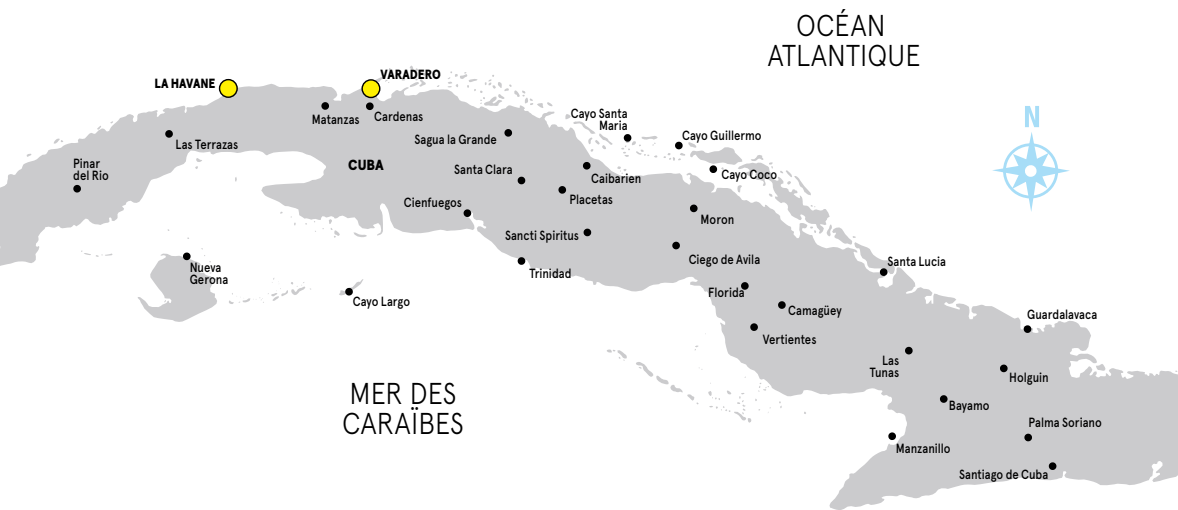 OCÉAN
ATLANTIQUE
LA HAVANE
VARADERO
Matanzas
Cardenas
Cayo Santa
Maria
Cayo Guillermo
N
Las Terrazas
Sagua la Grande
CUBA
Pinar
del Rio
Santa Clara
Caibarien
Cayo Coco
Placetas
Cienfuegos
Moron
Sancti Spiritus
Ciego de Avila
Santa Lucia
Nueva
Gerona
Trinidad
Florida
Cayo Largo
Camagüey
Guardalavaca
Vertientes
Las
Tunas
Holguin
MER DES
CARAÏBES
Bayamo
Palma Soriano
Manzanillo
Santiago de Cuba